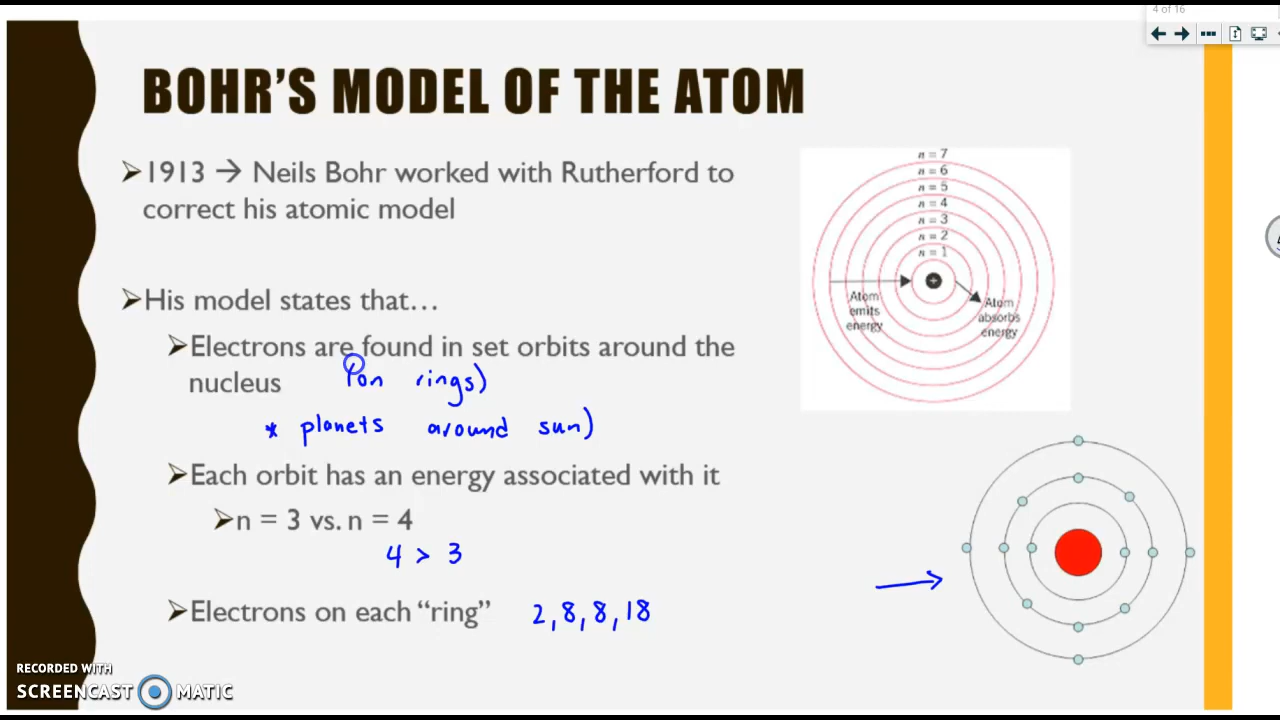 4 of 16
BOHR'S MODEL OF THE ATOM
1913 → Neils Bohr worked with Rutherford to
correct his atomic model
His model states that…
Electrons are found in set orbits around the
nucleus (on rings)
* planets around sun)
Each orbit has an energy associated with it
n = 3 vs. n = 4
4 > 3
Electrons on each “ring” 2, 8, 8, 18
n = 7
n = 6
n = 5
n = 4
n = 3
n = 2
n = 1
+
Atom
emits
energy
Atom
absorbs
energy
RECORDED WITH
SCREENCAST MATIC